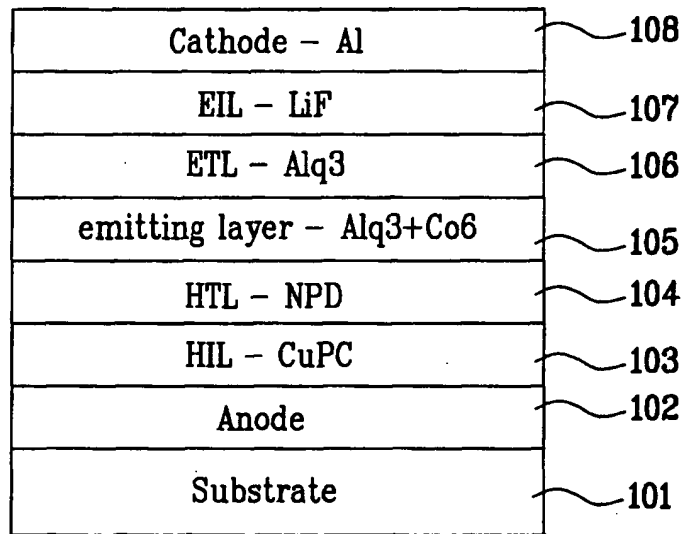 Cathode – Al 108
EIL – LiF 107
ETL – Alq3 106
emitting layer – Alq3+Co6 105
HTL – NPD 104
HIL – CuPC 103
Anode 102
Substrate 101